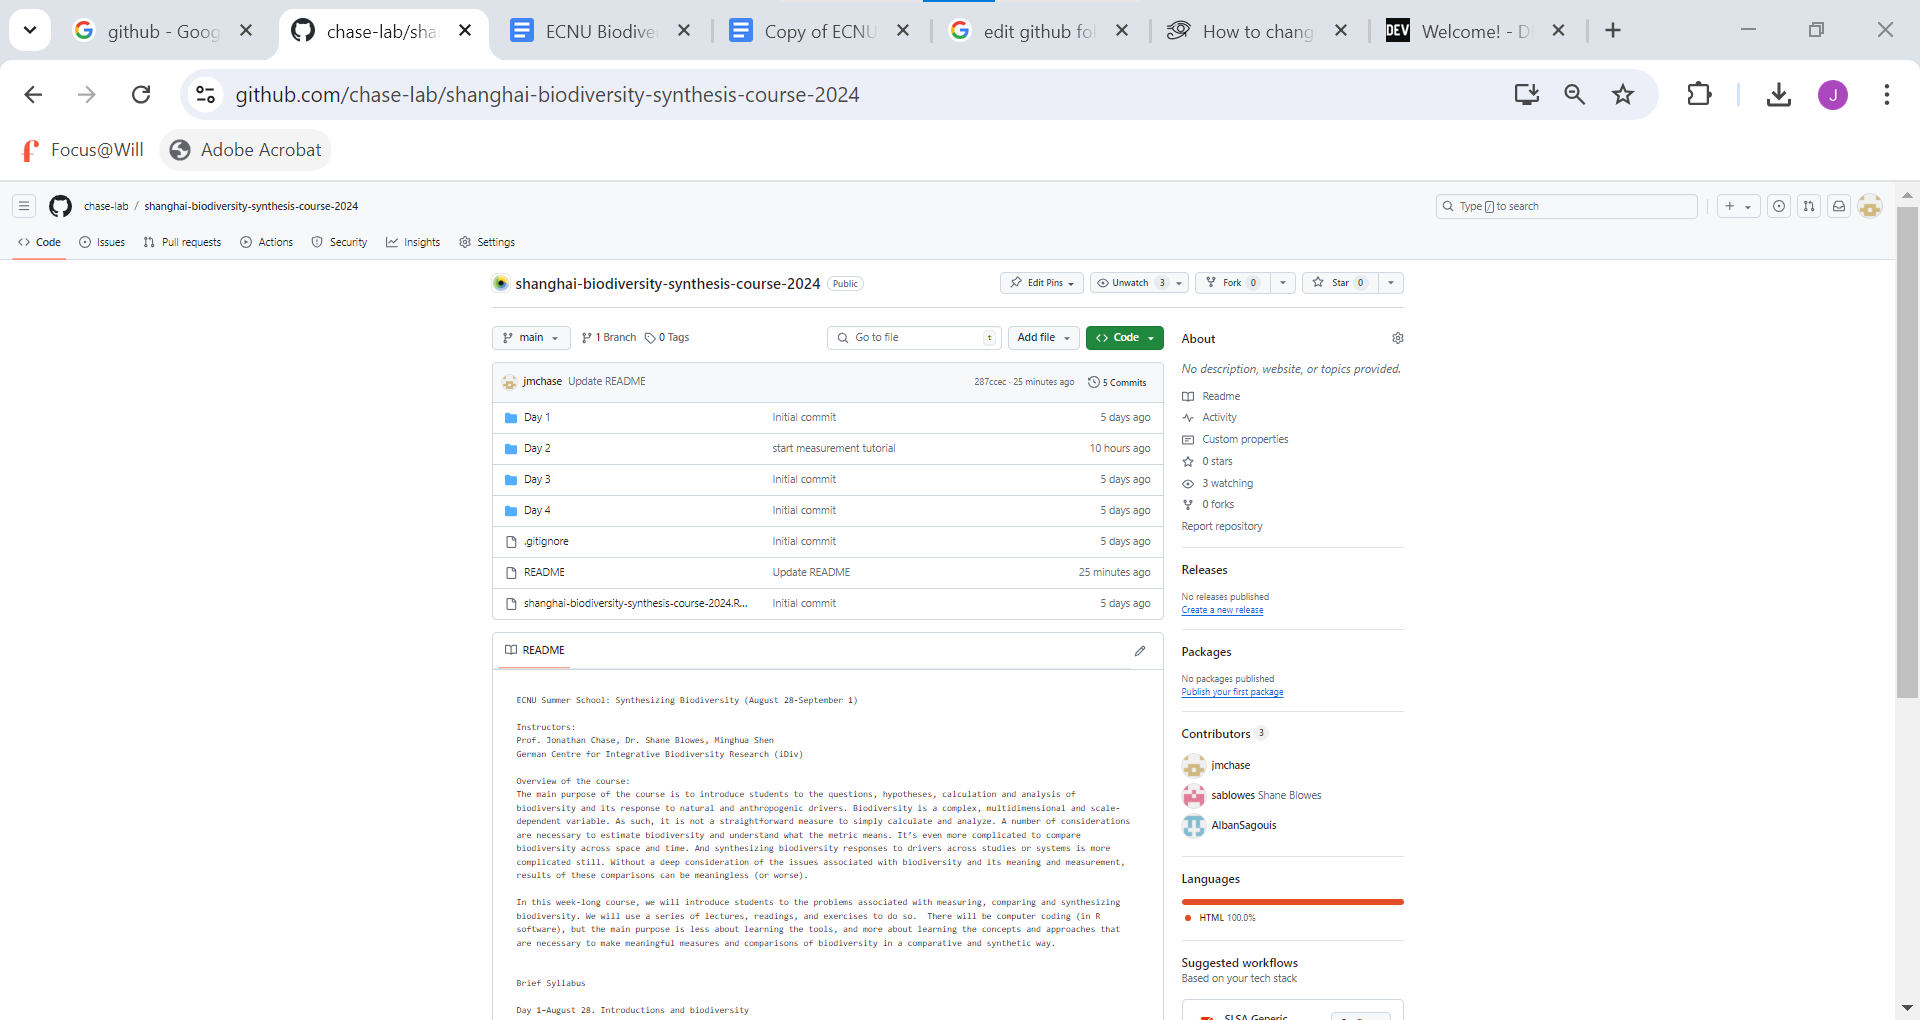 github - Goog
chase-lab/sha
ECNU Biodive
Copy of ECNU
edit github fol
How to chang
DEV
Welcome! - D
github.com/chase-lab/shanghai-biodiversity-synthesis-course-2024
J
Focus@Will
Adobe Acrobat
chase-lab / shanghai-biodiversity-synthesis-course-2024
Type / to search
Code
Issues
Pull requests
Actions
Security
Insights
Settings
shanghai-biodiversity-synthesis-course-2024 Public
Edit Pins
Unwatch 3
Fork 0
Star 0
main
1 Branch
0 Tags
Go to file t
Add file
Code
About
No description, website, or topics provided.
jmchase Update README 287ccec · 25 minutes ago 5 Commits
Day 1 Initial commit 5 days ago
Day 2 start measurement tutorial 10 hours ago
Day 3 Initial commit 5 days ago
Day 4 Initial commit 5 days ago
.gitignore Initial commit 5 days ago
README Update README 25 minutes ago
shanghai-biodiversity-synthesis-course-2024.R... Initial commit 5 days ago
Readme
Activity
Custom properties
0 stars
3 watching
0 forks
Report repository
Releases
No releases published
Create a new release
Packages
No packages published
Publish your first package
Contributors 3
jmchase
sablowes Shane Blowes
AlbanSagouis
Languages
HTML 100.0%
Suggested workflows
Based on your tech stack
SLSA Generic
README
ECNU Summer School: Synthesizing Biodiversity (August 28-September 1)
Instructors:
Prof. Jonathan Chase, Dr. Shane Blowes, Minghua Shen
German Centre for Integrative Biodiversity Research (iDiv)
Overview of the course:
The main purpose of the course is to introduce students to the questions, hypotheses, calculation and analysis of
biodiversity and its response to natural and anthropogenic drivers. Biodiversity is a complex, multidimensional and scale-
dependent variable. As such, it is not a straightforward measure to simply calculate and analyze. A number of considerations
are necessary to estimate biodiversity and understand what the metric means. It's even more complicated to compare
biodiversity across space and time. And synthesizing biodiversity responses to drivers across studies or systems is more
complicated still. Without a deep consideration of the issues associated with biodiversity and its meaning and measurement,
results of these comparisons can be meaningless (or worse).
In this week-long course, we will introduce students to the problems associated with measuring, comparing and synthesizing
biodiversity. We will use a series of lectures, readings, and exercises to do so.  There will be computer coding (in R
software), but the main purpose is less about learning the tools, and more about learning the concepts and approaches that
are necessary to make meaningful measures and comparisons of biodiversity in a comparative and synthetic way.
Brief Syllabus
Day 1–August 28. Introductions and biodiversity